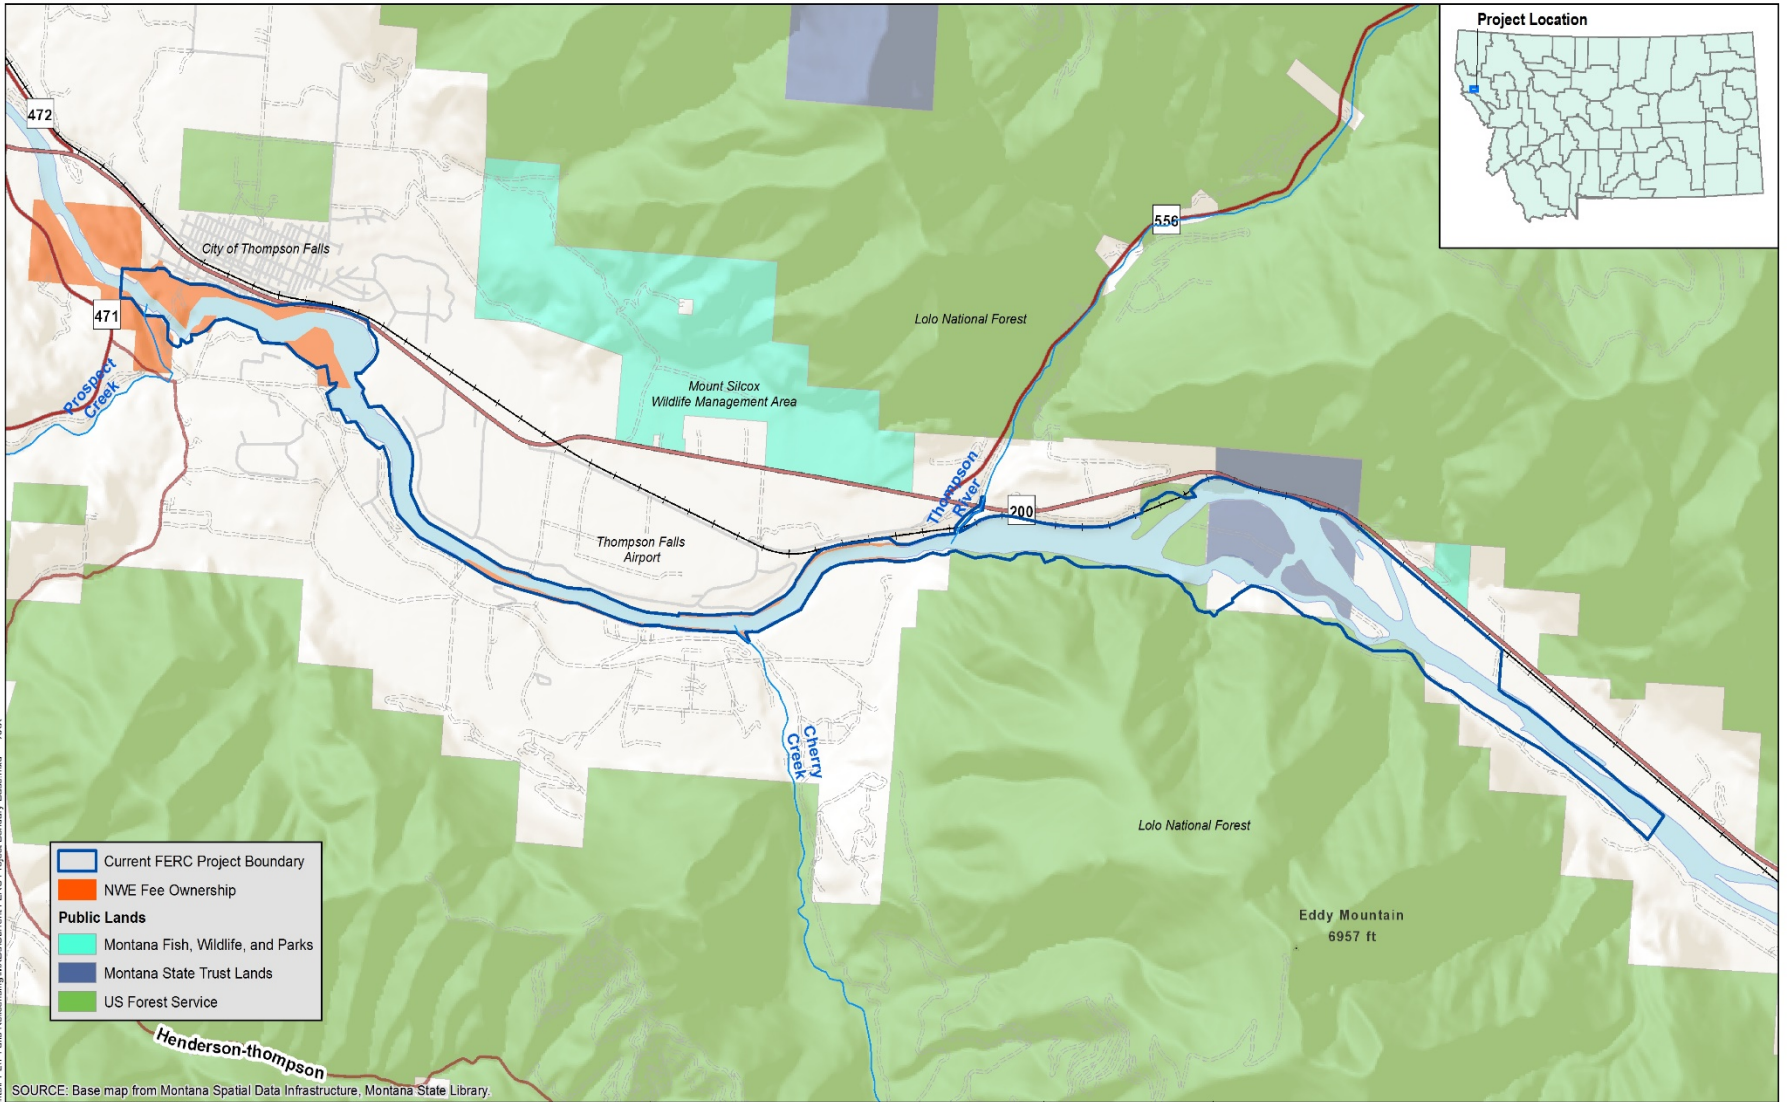 Project Location
472
City of Thompson Falls
471
Prospect
Creek
556
Lolo National Forest
Mount Silcox
Wildlife Management Area
Thompson
River
200
Thompson Falls
Airport
Cherry
Creek
Lolo National Forest
Eddy Mountain
6957 ft
Current FERC Project Boundary
NWE Fee Ownership
Public Lands
Montana Fish, Wildlife, and Parks
Montana State Trust Lands
US Forest Service
Henderson-thompson
SOURCE: Base map from Montana Spatial Data Infrastructure, Montana State Library.